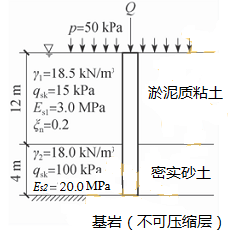 Q
p=50 kPa
γ₁=18.5 kN/m³
qsk=15 kPa
Es1=3.0 MPa
ξn=0.2
淤泥质粘土
12 m
γ₂=18.0 kN/m³
qsk=100 kPa
Es2=20.0 MPa
密实砂土
4 m
基岩（不可压缩层）